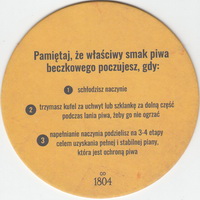 Pamiętaj, że właściwy smak piwa
beczkowego poczujesz, gdy:
1 schłodzisz naczynie
2 trzymasz kufel za uchwyt lub szklankę za dolną część
podczas lania piwa, żeby go nie ogrzać
3 napełnianie naczynia podzielisz na 3-4 etapy
celem uzyskania pełnej i stabilnej piany,
która jest ochroną piwa
OD
1804